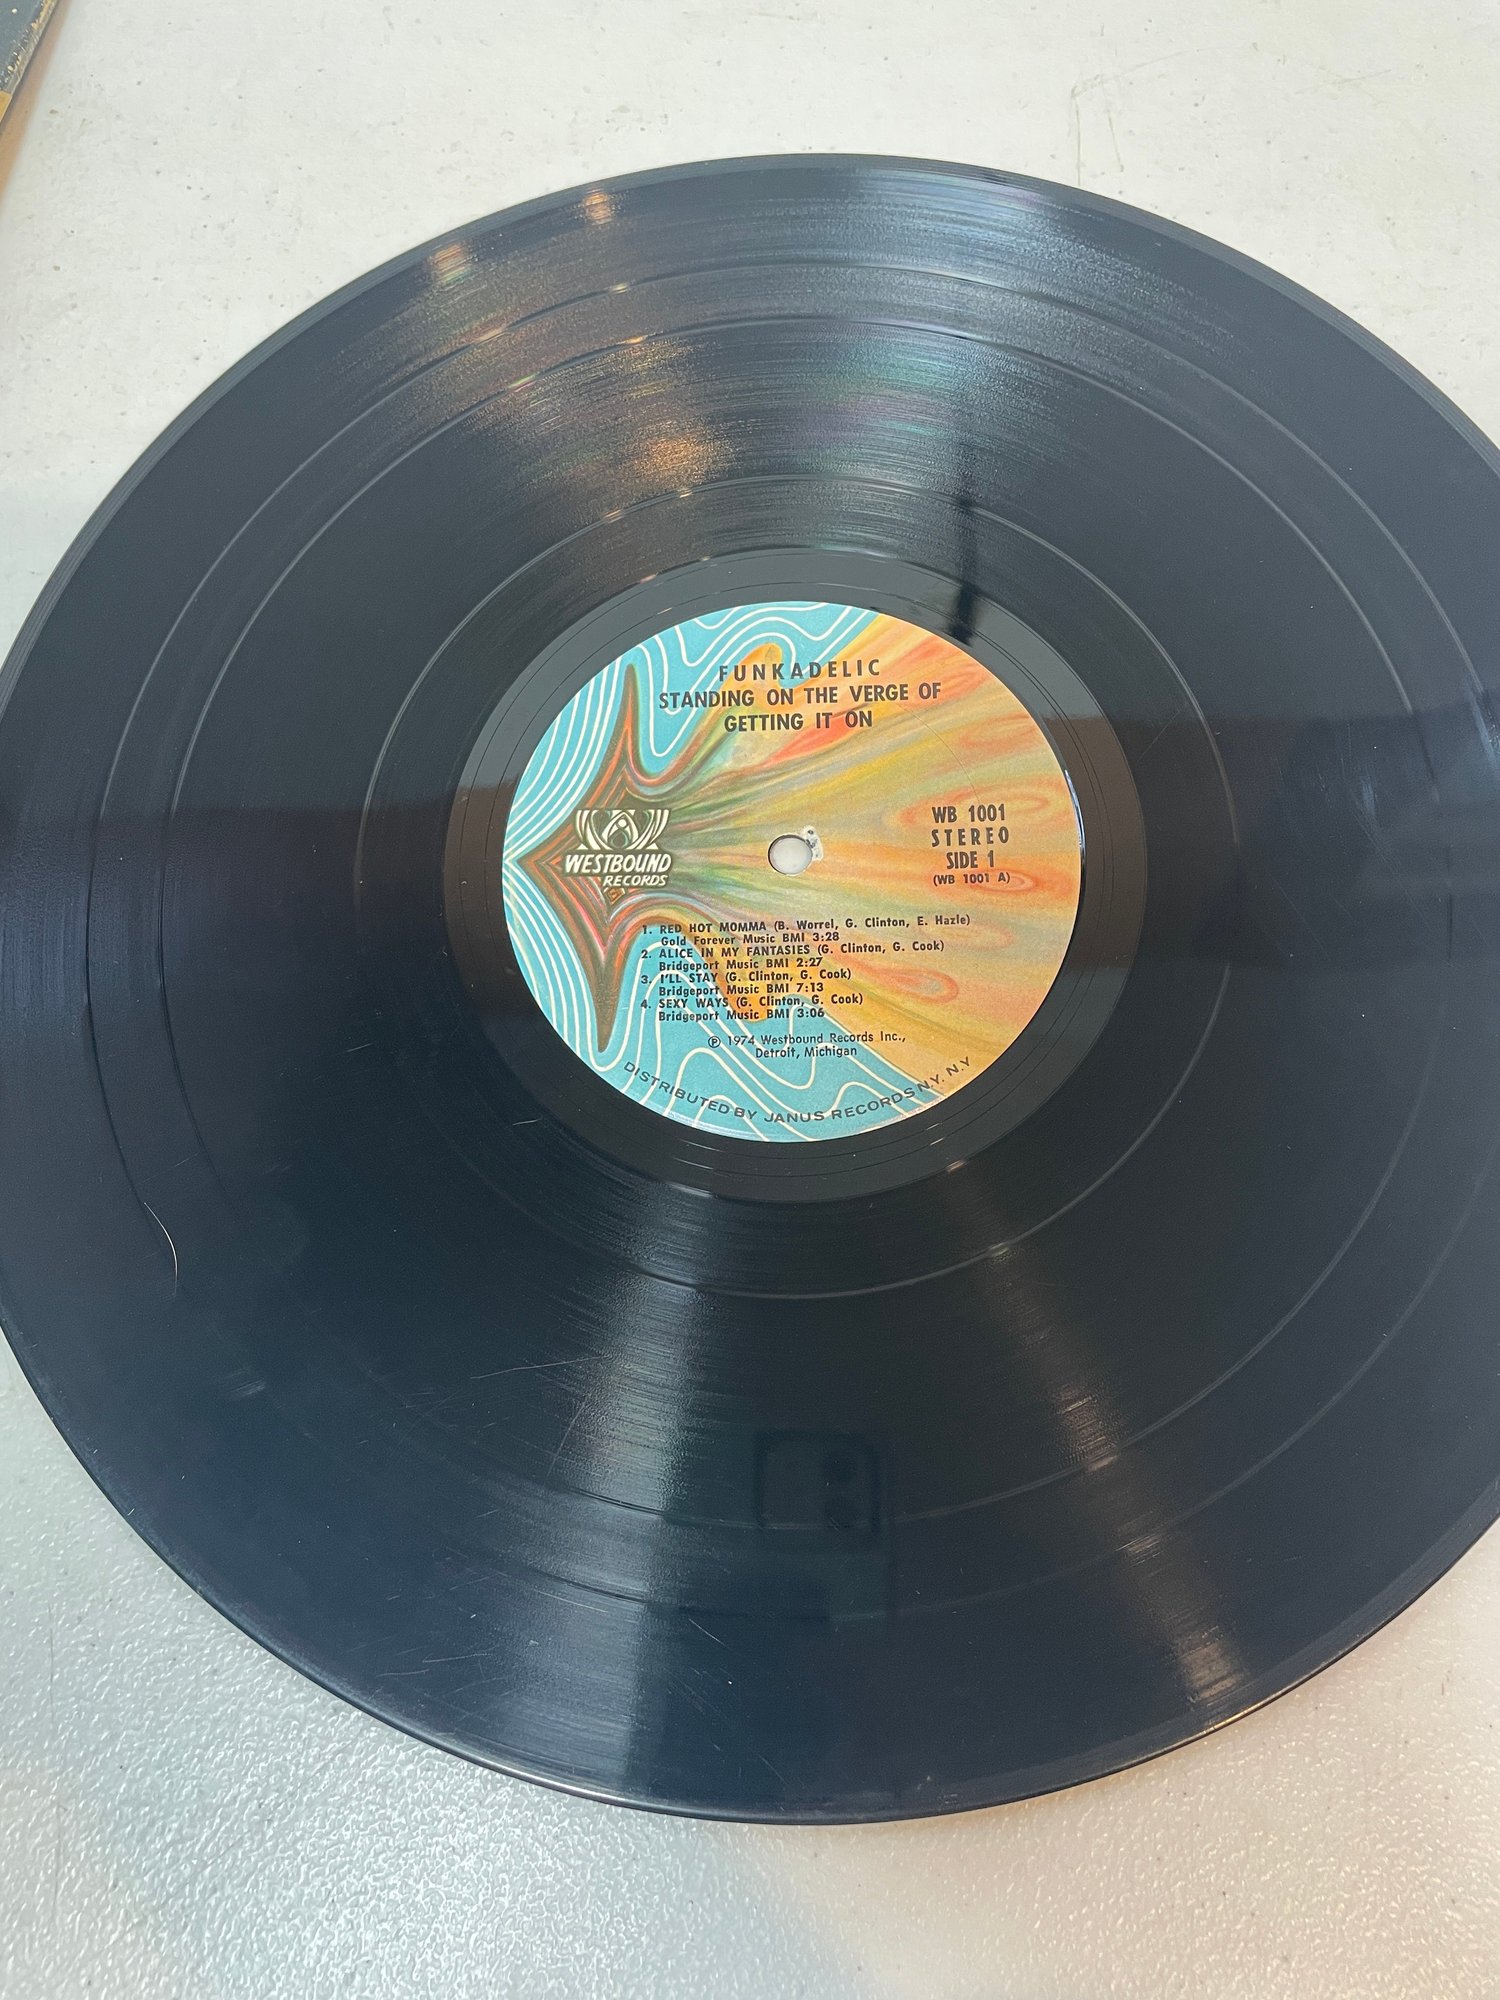 FUNKADELIC
STANDING ON THE VERGE OF
GETTING IT ON
WESTBOUND
RECORDS
WB 1001
STEREO
SIDE 1
(WB 1001 A)
1. RED HOT MOMMA (B. Worrel, G. Clinton, E. Hazle)
Gold Forever Music BMI 3:28
2. ALICE IN MY FANTASIES (G. Clinton, G. Cook)
Bridgeport Music BMI 2:27
3. I'LL STAY (G. Clinton, G. Cook)
Bridgeport Music BMI 7:13
4. SEXY WAYS (G. Clinton, G. Cook)
Bridgeport Music BMI 3:06
℗ 1974 Westbound Records Inc.,
Detroit, Michigan
DISTRIBUTED BY JANUS RECORDS N.Y. N.Y